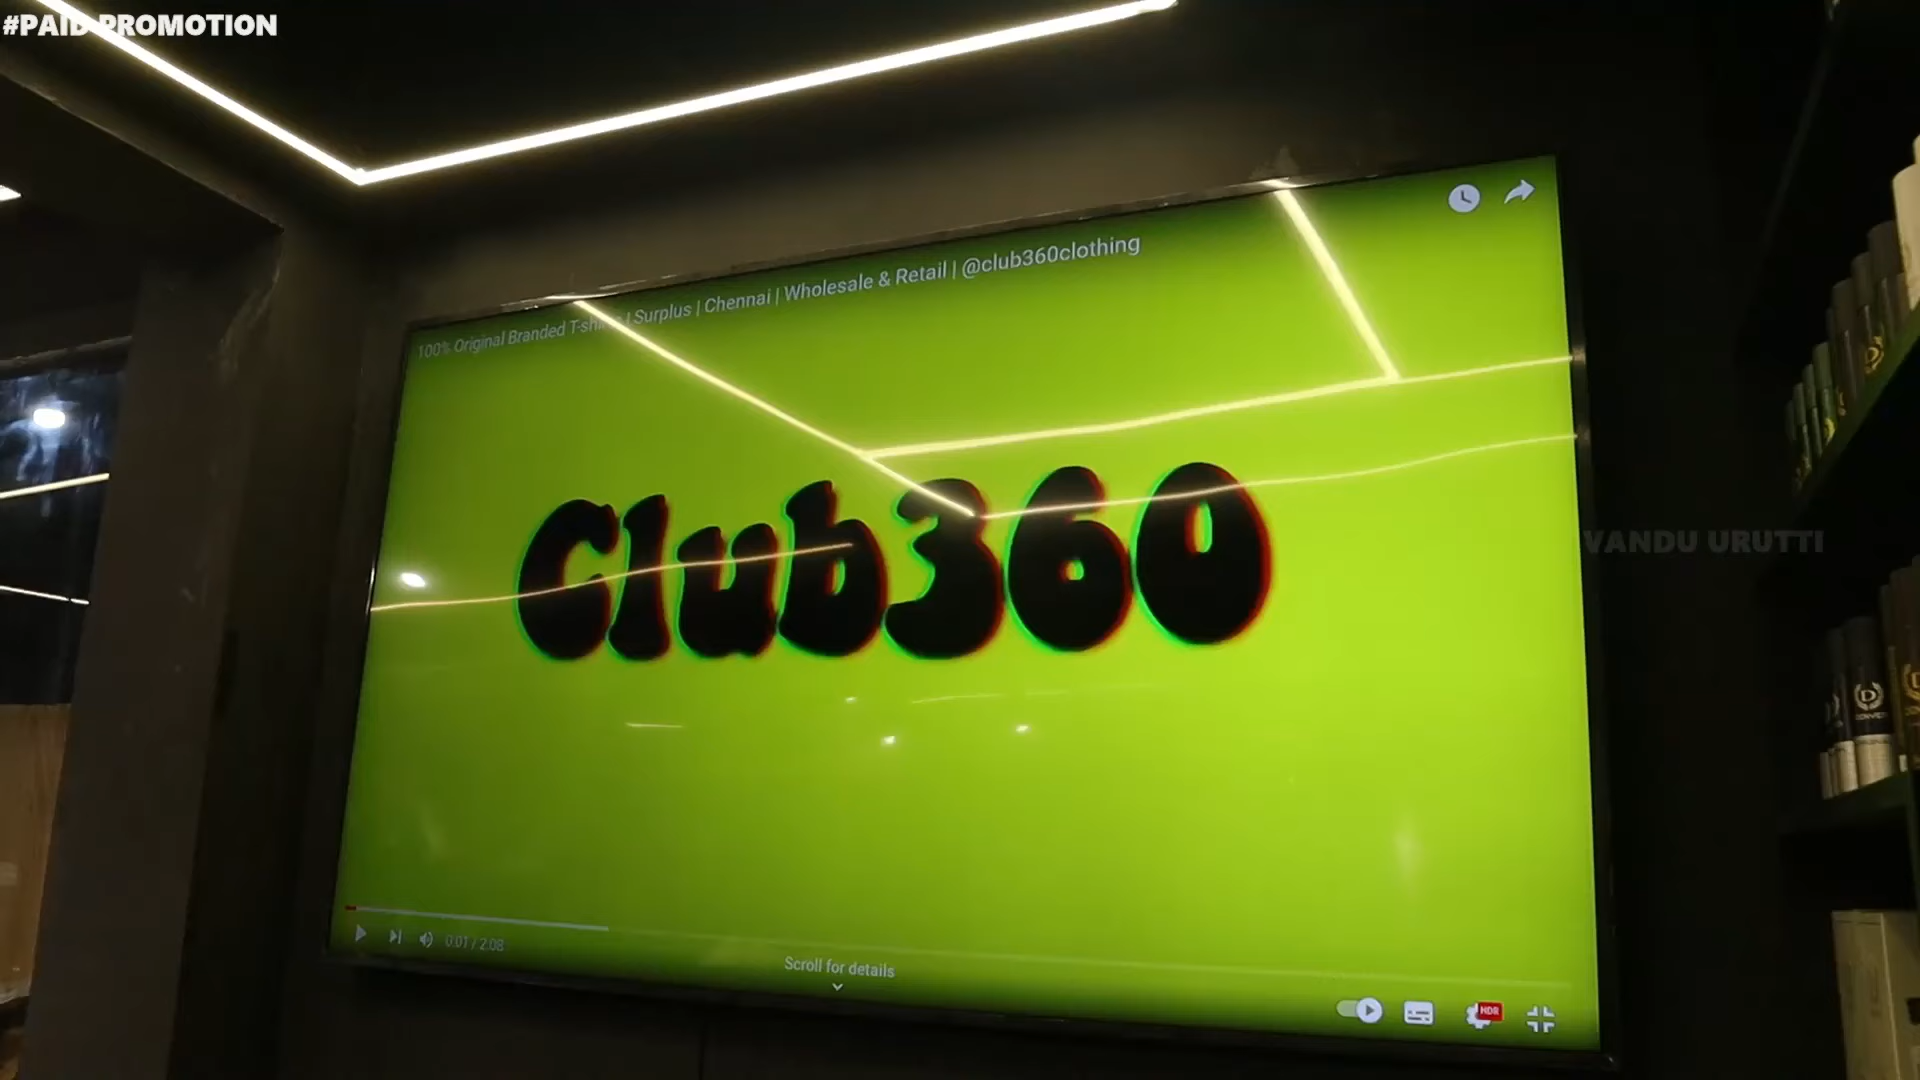 #PAID PROMOTION
100% Original Branded T-shirts | Surplus | Chennai | Wholesale & Retail | @club360clothing
Club360
VANDU URUTTI
0:01 / 2:08
Scroll for details
HDR
D